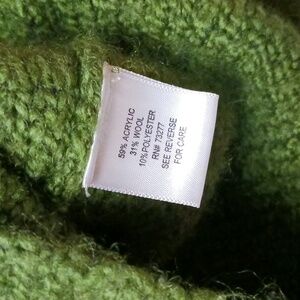 59% ACRYLIC
31% WOOL
10% POLYESTER
RN# 73277
SEE REVERSE
FOR CARE